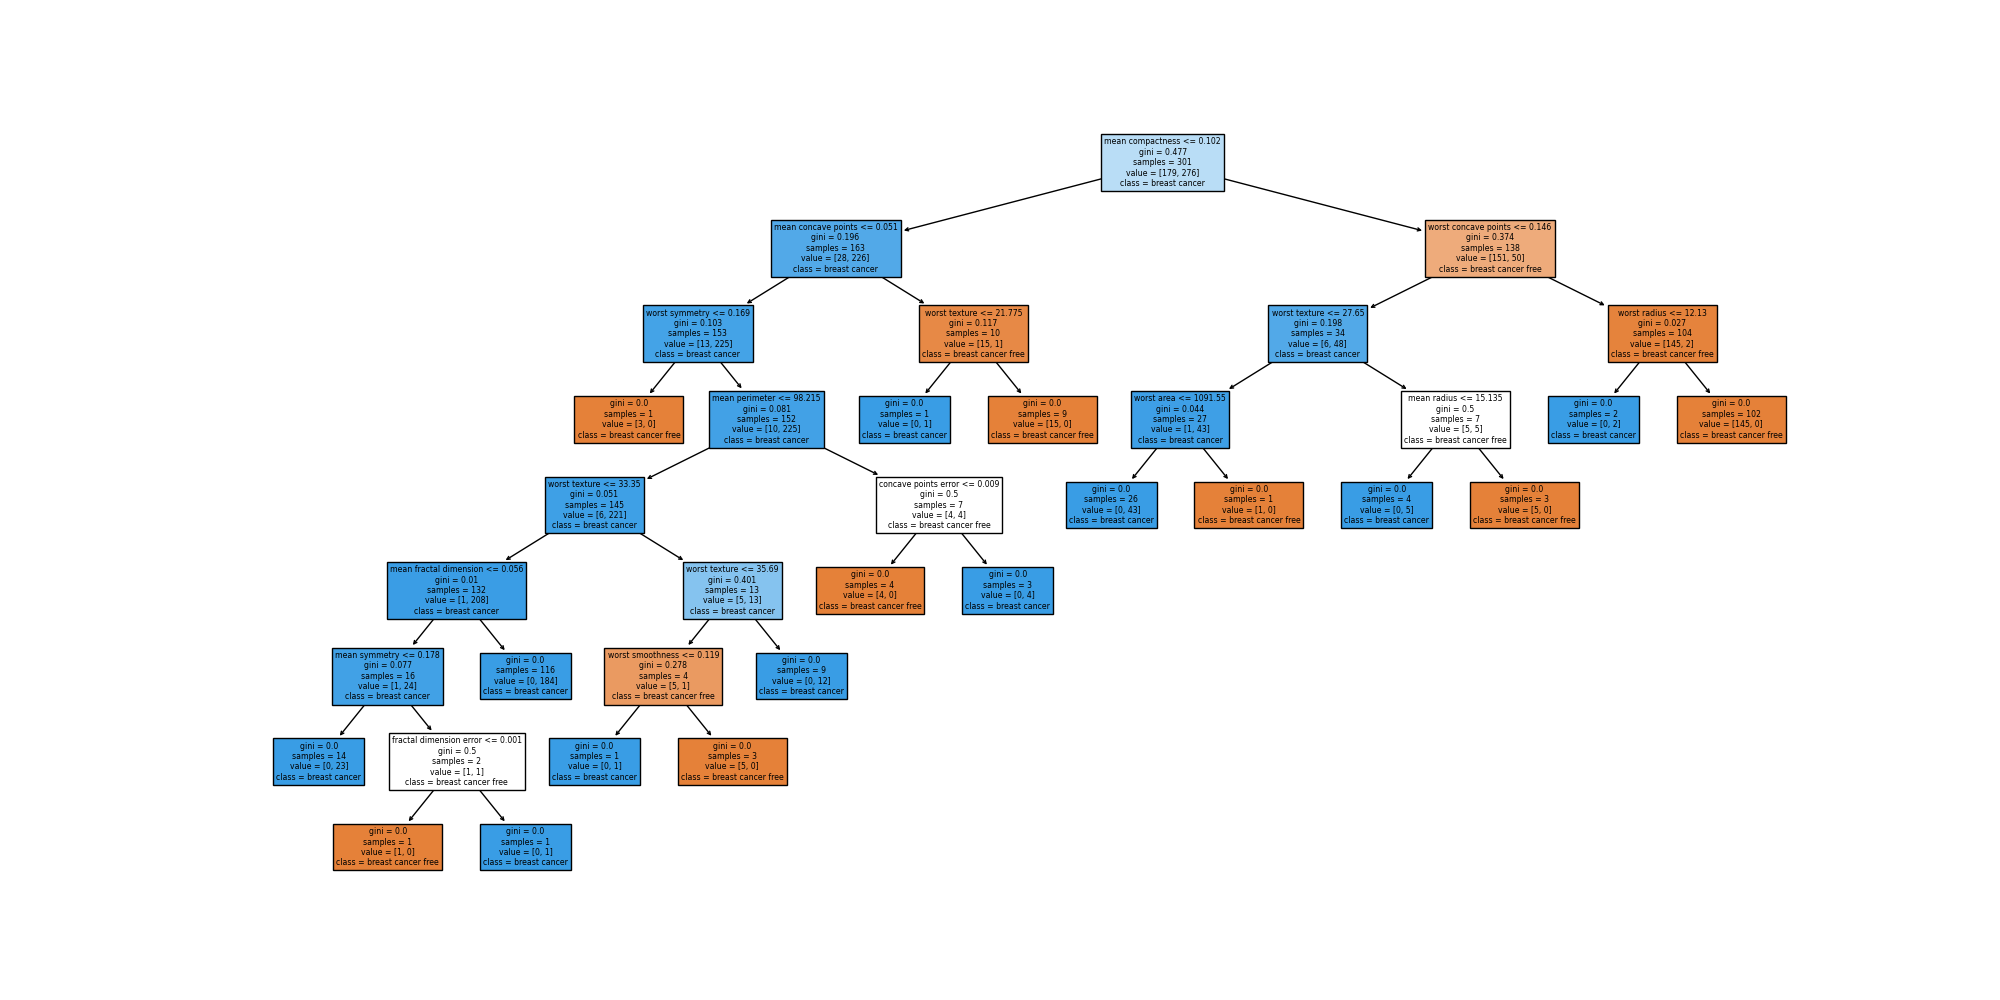 mean compactness <= 0.102
gini = 0.477
samples = 301
value = [179, 276]
class = breast cancer
mean concave points <= 0.051
gini = 0.196
samples = 163
value = [28, 226]
class = breast cancer
worst concave points <= 0.146
gini = 0.374
samples = 138
value = [151, 50]
class = breast cancer free
worst symmetry <= 0.169
gini = 0.103
samples = 153
value = [13, 225]
class = breast cancer
worst texture <= 21.775
gini = 0.117
samples = 10
value = [15, 1]
class = breast cancer free
worst texture <= 27.65
gini = 0.198
samples = 34
value = [6, 48]
class = breast cancer
worst radius <= 12.13
gini = 0.027
samples = 104
value = [145, 2]
class = breast cancer free
gini = 0.0
samples = 1
value = [3, 0]
class = breast cancer free
mean perimeter <= 98.215
gini = 0.081
samples = 152
value = [10, 225]
class = breast cancer
gini = 0.0
samples = 1
value = [0, 1]
class = breast cancer
gini = 0.0
samples = 9
value = [15, 0]
class = breast cancer free
worst area <= 1091.55
gini = 0.044
samples = 27
value = [1, 43]
class = breast cancer
mean radius <= 15.135
gini = 0.5
samples = 7
value = [5, 5]
class = breast cancer free
gini = 0.0
samples = 2
value = [0, 2]
class = breast cancer
gini = 0.0
samples = 102
value = [145, 0]
class = breast cancer free
worst texture <= 33.35
gini = 0.051
samples = 145
value = [6, 221]
class = breast cancer
concave points error <= 0.009
gini = 0.5
samples = 7
value = [4, 4]
class = breast cancer free
gini = 0.0
samples = 26
value = [0, 43]
class = breast cancer
gini = 0.0
samples = 1
value = [1, 0]
class = breast cancer free
gini = 0.0
samples = 4
value = [0, 5]
class = breast cancer
gini = 0.0
samples = 3
value = [5, 0]
class = breast cancer free
mean fractal dimension <= 0.056
gini = 0.01
samples = 132
value = [1, 208]
class = breast cancer
worst texture <= 35.69
gini = 0.401
samples = 13
value = [5, 13]
class = breast cancer
gini = 0.0
samples = 4
value = [4, 0]
class = breast cancer free
gini = 0.0
samples = 3
value = [0, 4]
class = breast cancer
mean symmetry <= 0.178
gini = 0.077
samples = 16
value = [1, 24]
class = breast cancer
gini = 0.0
samples = 116
value = [0, 184]
class = breast cancer
worst smoothness <= 0.119
gini = 0.278
samples = 4
value = [5, 1]
class = breast cancer free
gini = 0.0
samples = 9
value = [0, 12]
class = breast cancer
gini = 0.0
samples = 14
value = [0, 23]
class = breast cancer
fractal dimension error <= 0.001
gini = 0.5
samples = 2
value = [1, 1]
class = breast cancer free
gini = 0.0
samples = 1
value = [0, 1]
class = breast cancer
gini = 0.0
samples = 3
value = [5, 0]
class = breast cancer free
gini = 0.0
samples = 1
value = [1, 0]
class = breast cancer free
gini = 0.0
samples = 1
value = [0, 1]
class = breast cancer